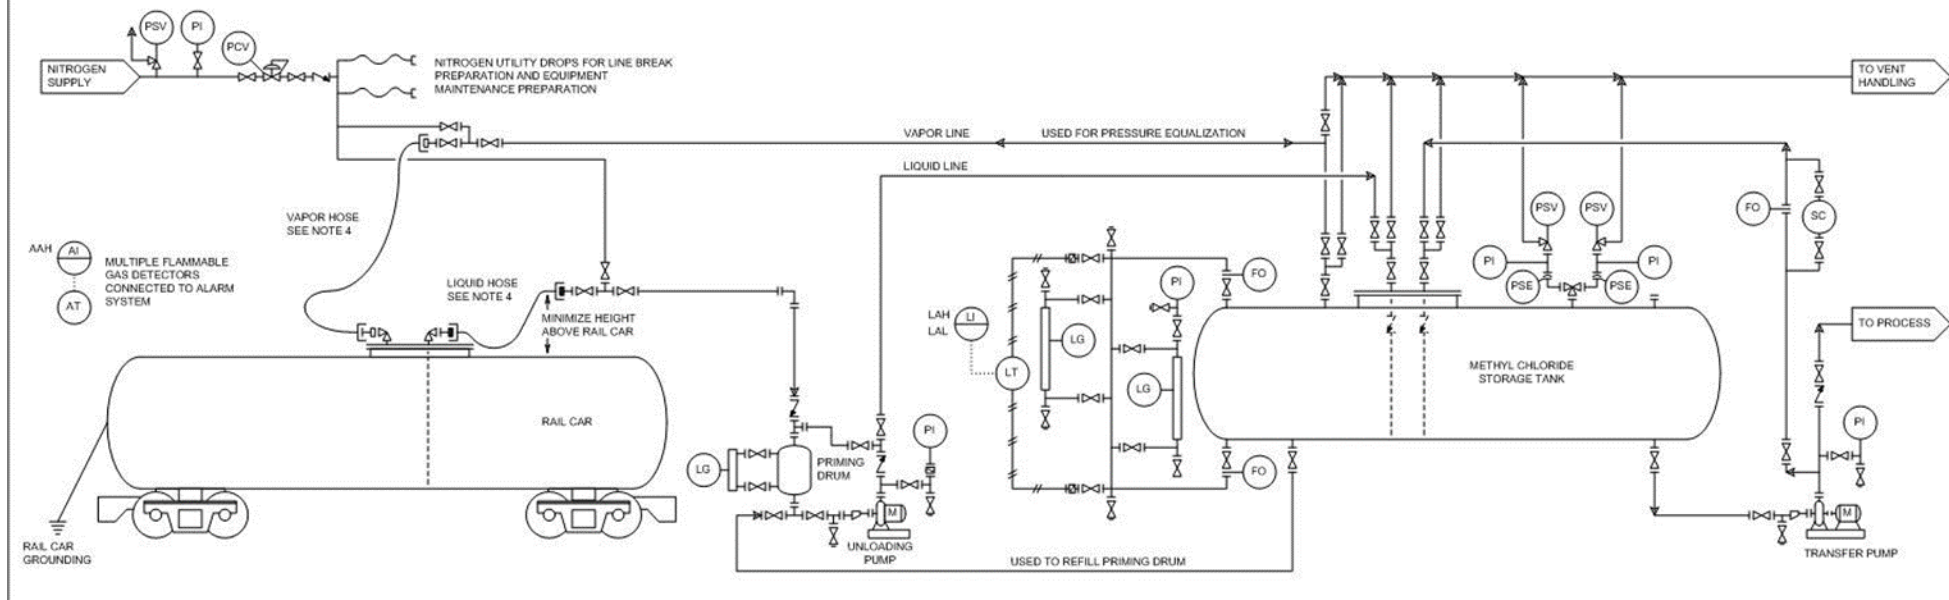 PSV
PI
PCV
NITROGEN
SUPPLY
NITROGEN UTILITY DROPS FOR LINE BREAK
PREPARATION AND EQUIPMENT
MAINTENANCE PREPARATION
TO VENT
HANDLING
VAPOR LINE
USED FOR PRESSURE EQUALIZATION
LIQUID LINE
VAPOR HOSE
SEE NOTE 4
AAH
AI
AT
MULTIPLE FLAMMABLE
GAS DETECTORS
CONNECTED TO ALARM
SYSTEM
LIQUID HOSE
SEE NOTE 4
MINIMIZE HEIGHT
ABOVE RAIL CAR
RAIL CAR
RAIL CAR
GROUNDING
LG
PRIMING
DRUM
PI
M
UNLOADING
PUMP
USED TO REFILL PRIMING DRUM
LAH
LAL
LI
LT
LG
LG
PI
FO
FO
PSV
PSV
PI
PI
PSE
PSE
METHYL CHLORIDE
STORAGE TANK
FO
SC
TO PROCESS
PI
M
TRANSFER PUMP